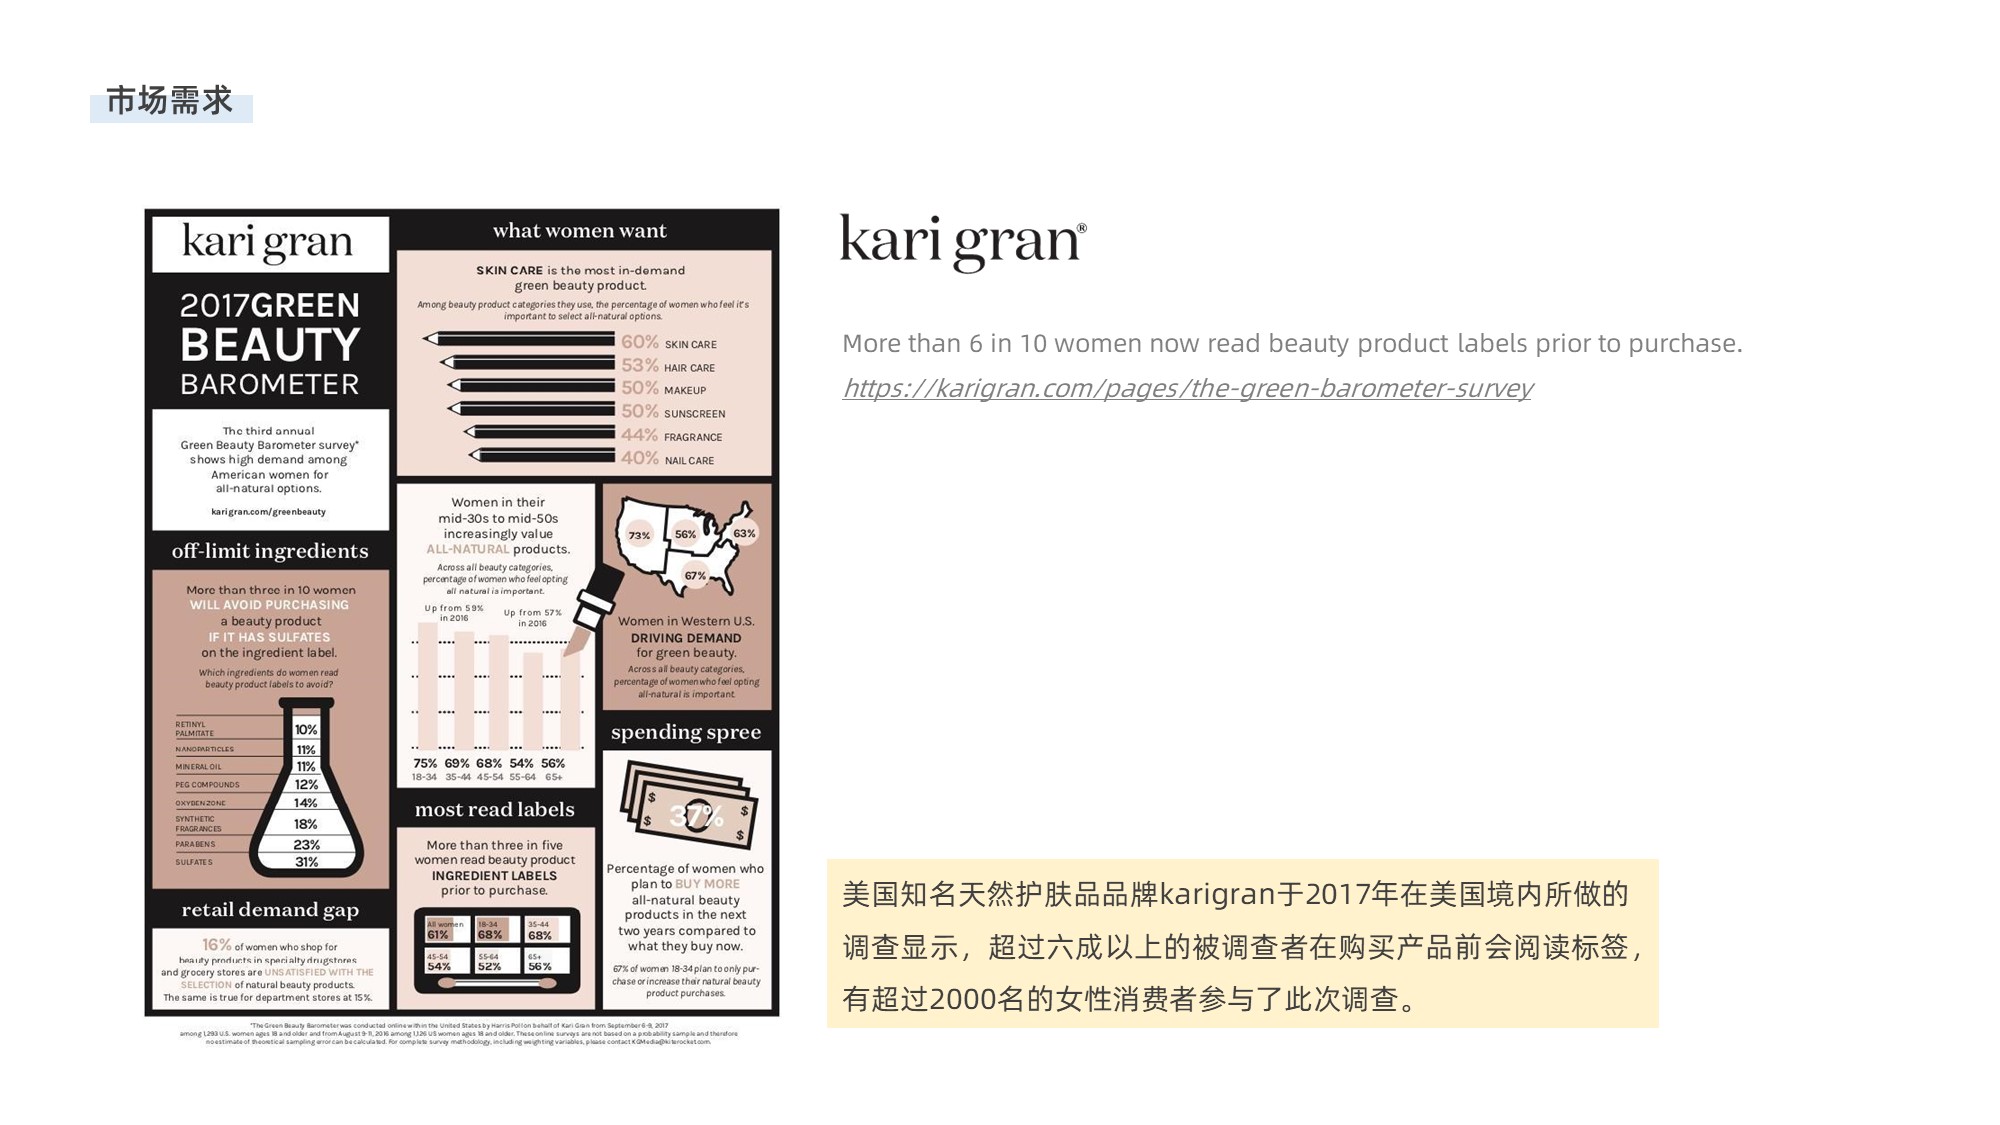 市场需求
kari gran
2017GREEN
BEAUTY
BAROMETER
The third annual
Green Beauty Barometer survey*
shows high demand among
American women for
all-natural options.
karigran.com/greenbeauty
off-limit ingredients
More than three in 10 women
WILL AVOID PURCHASING
a beauty product
IF IT HAS SULFATES
on the ingredient label.
Which ingredients do women read
beauty product labels to avoid?
RETINYL
PALMITATE 10%
NANOPARTICLES 11%
MINERAL OIL 11%
PEG COMPOUNDS 12%
OXYBENZONE 14%
SYNTHETIC
FRAGRANCES 18%
PARABENS 23%
SULFATES 31%
retail demand gap
16% of women who shop for
beauty products in specialty drugstores
and grocery stores are UNSATISFIED WITH THE
SELECTION of natural beauty products.
The same is true for department stores at 15%.
what women want
SKIN CARE is the most in-demand
green beauty product.
Among beauty product categories they use, the percentage of women who feel it's
important to select all-natural options.
60% SKIN CARE
53% HAIR CARE
50% MAKEUP
50% SUNSCREEN
44% FRAGRANCE
40% NAIL CARE
Women in their
mid-30s to mid-50s
increasingly value
ALL-NATURAL products.
Across all beauty categories,
percentage of women who feel opting
all natural is important.
Up from 59%
in 2016
Up from 57%
in 2016
75% 69% 68% 54% 56%
18-34 35-44 45-54 55-64 65+
most read labels
More than three in five
women read beauty product
INGREDIENT LABELS
prior to purchase.
All women 18-34 35-44
61% 68% 68%
45-54 55-64 65+
54% 52% 56%
73% 56% 63%
67%
Women in Western U.S.
DRIVING DEMAND
for green beauty.
Across all beauty categories,
percentage of women who feel opting
all-natural is important.
spending spree
$ 37% $
$ $
Percentage of women who
plan to BUY MORE
all-natural beauty
products in the next
two years compared to
what they buy now.
67% of women 18-34 plan to only pur-
chase or increase their natural beauty
product purchases.
*The Green Beauty Barometer was conducted online within the United States by Harris Poll on behalf of Kari Gran from September 6-9, 2017
among 1,293 U.S. women ages 18 and older and from August 9-11, 2016 among 1,126 US women ages 18 and older. These online surveys are not based on a probability sample and therefore
no estimate of theoretical sampling error can be calculated. For complete survey methodology, including weighting variables, please contact KGMedia@kiterocket.com.
kari gran®
More than 6 in 10 women now read beauty product labels prior to purchase.
https://karigran.com/pages/the-green-barometer-survey
美国知名天然护肤品品牌karigran于2017年在美国境内所做的
调查显示，超过六成以上的被调查者在购买产品前会阅读标签，
有超过2000名的女性消费者参与了此次调查。